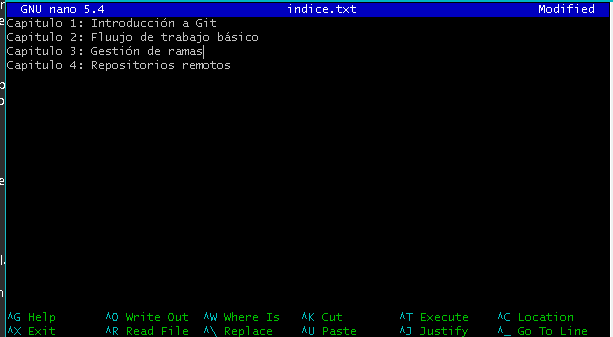 GNU nano 5.4 indice.txt Modified
Capitulo 1: Introducción a Git
Capitulo 2: Fluujo de trabajo básico
Capitulo 3: Gestión de ramas
Capitulo 4: Repositorios remotos
^G Help ^O Write Out ^W Where Is ^K Cut ^T Execute ^C Location
^X Exit ^R Read File ^\ Replace ^U Paste ^J Justify ^_ Go To Line